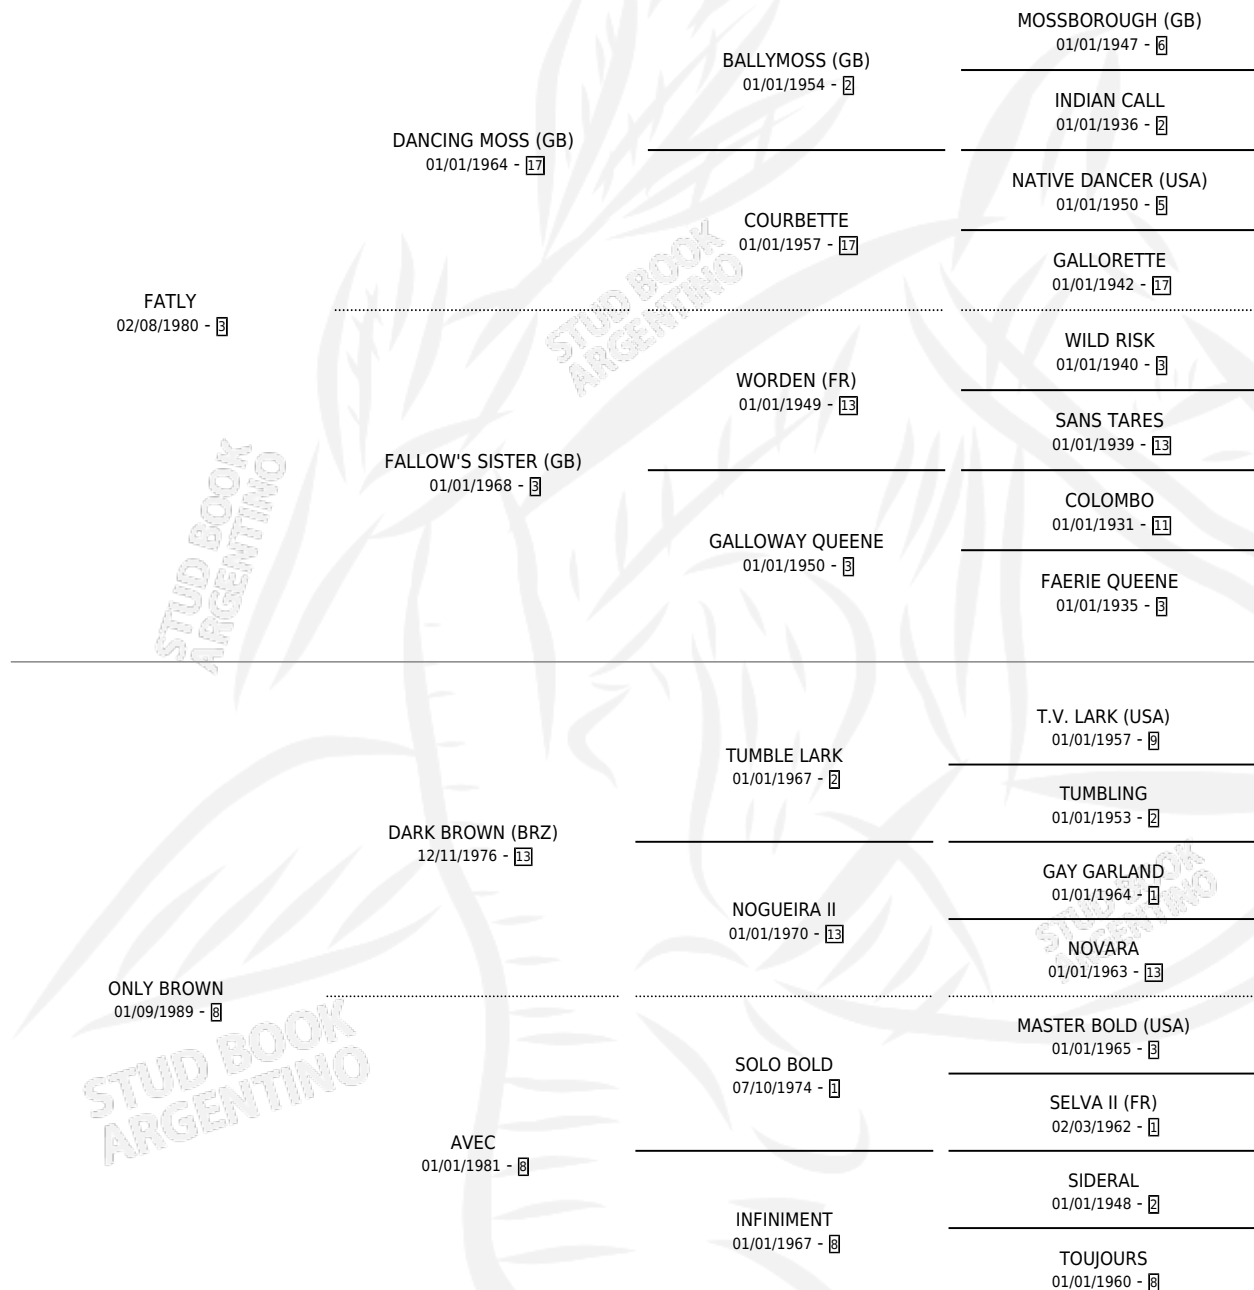 MOSSBOROUGH (GB)
01/01/1947 - 6
BALLYMOSS (GB)
01/01/1954 - 2
INDIAN CALL
01/01/1936 - 2
DANCING MOSS (GB)
01/01/1964 - 17
NATIVE DANCER (USA)
01/01/1950 - 5
COURBETTE
01/01/1957 - 17
GALLORETTE
01/01/1942 - 17
FATLY
02/08/1980 - 3
WILD RISK
01/01/1940 - 3
WORDEN (FR)
01/01/1949 - 13
SANS TARES
01/01/1939 - 13
FALLOW'S SISTER (GB)
01/01/1968 - 3
COLOMBO
01/01/1931 - 11
GALLOWAY QUEENE
01/01/1950 - 3
FAERIE QUEENE
01/01/1935 - 3
T.V. LARK (USA)
01/01/1957 - 9
TUMBLE LARK
01/01/1967 - 2
TUMBLING
01/01/1953 - 2
DARK BROWN (BRZ)
12/11/1976 - 13
GAY GARLAND
01/01/1964 - 1
NOGUEIRA II
01/01/1970 - 13
NOVARA
01/01/1963 - 13
ONLY BROWN
01/09/1989 - 8
MASTER BOLD (USA)
01/01/1965 - 3
SOLO BOLD
07/10/1974 - 1
SELVA II (FR)
02/03/1962 - 1
AVEC
01/01/1981 - 8
SIDERAL
01/01/1948 - 2
INFINIMENT
01/01/1967 - 8
TOUJOURS
01/01/1960 - 8
STUD BOOK
ARGENTINO
STUD BOOK
ARGENTINO
STUD BOOK
ARGENTINO
STUD BOOK
ARGENTINO